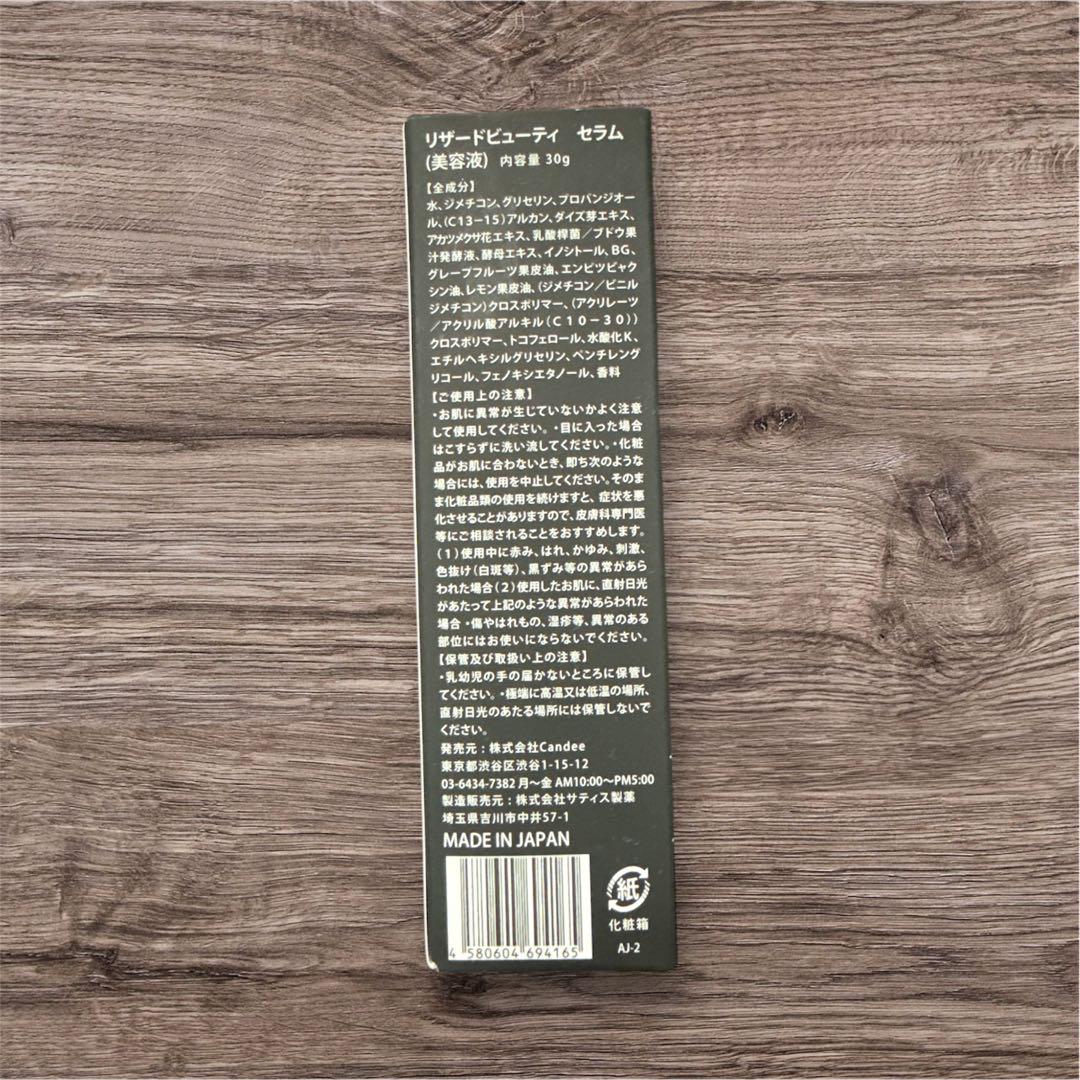 リザードビューティ　セラム
(美容液) 内容量 30g
【全成分】
水、ジメチコン、グリセリン、プロパンジオー
ル、(C13－15)アルカン、ダイズ芽エキス、
アカツメクサ花エキス、乳酸桿菌／ブドウ果
汁発酵液、酵母エキス、イノシトール、BG、
グレープフルーツ果皮油、エンピツビャク
シン油、レモン果皮油、(ジメチコン／ビニル
ジメチコン)クロスポリマー、(アクリレーツ
／アクリル酸アルキル(C10－30))
クロスポリマー、トコフェロール、水酸化K、
エチルヘキシルグリセリン、ペンチレング
リコール、フェノキシエタノール、香料
【ご使用上の注意】
・お肌に異常が生じていないかよく注意
して使用してください。・目に入った場合
はこすらずに洗い流してください。・化粧
品がお肌に合わないとき、即ち次のような
場合には、使用を中止してください。そのま
ま化粧品類の使用を続けますと、症状を悪
化させることがありますので、皮膚科専門医
等にご相談されることをおすすめします。
(1)使用中に赤み、はれ、かゆみ、刺激、
色抜け(白斑等)、黒ずみ等の異常があら
われた場合(2)使用したお肌に、直射日光
があたって上記のような異常があらわれた
場合 ・傷やはれもの、湿疹等、異常のある
部位にはお使いにならないでください。
【保管及び取扱い上の注意】
・乳幼児の手の届かないところに保管し
てください。・極端に高温又は低温の場所、
直射日光のあたる場所には保管しないで
ください。
発売元：株式会社Candee
東京都渋谷区渋谷1-15-12
03-6434-7382 月～金 AM10:00～PM5:00
製造販売元：株式会社サティス製薬
埼玉県吉川市中井57-1
MADE IN JAPAN
紙
化粧箱
AJ-2
4 580604 694165